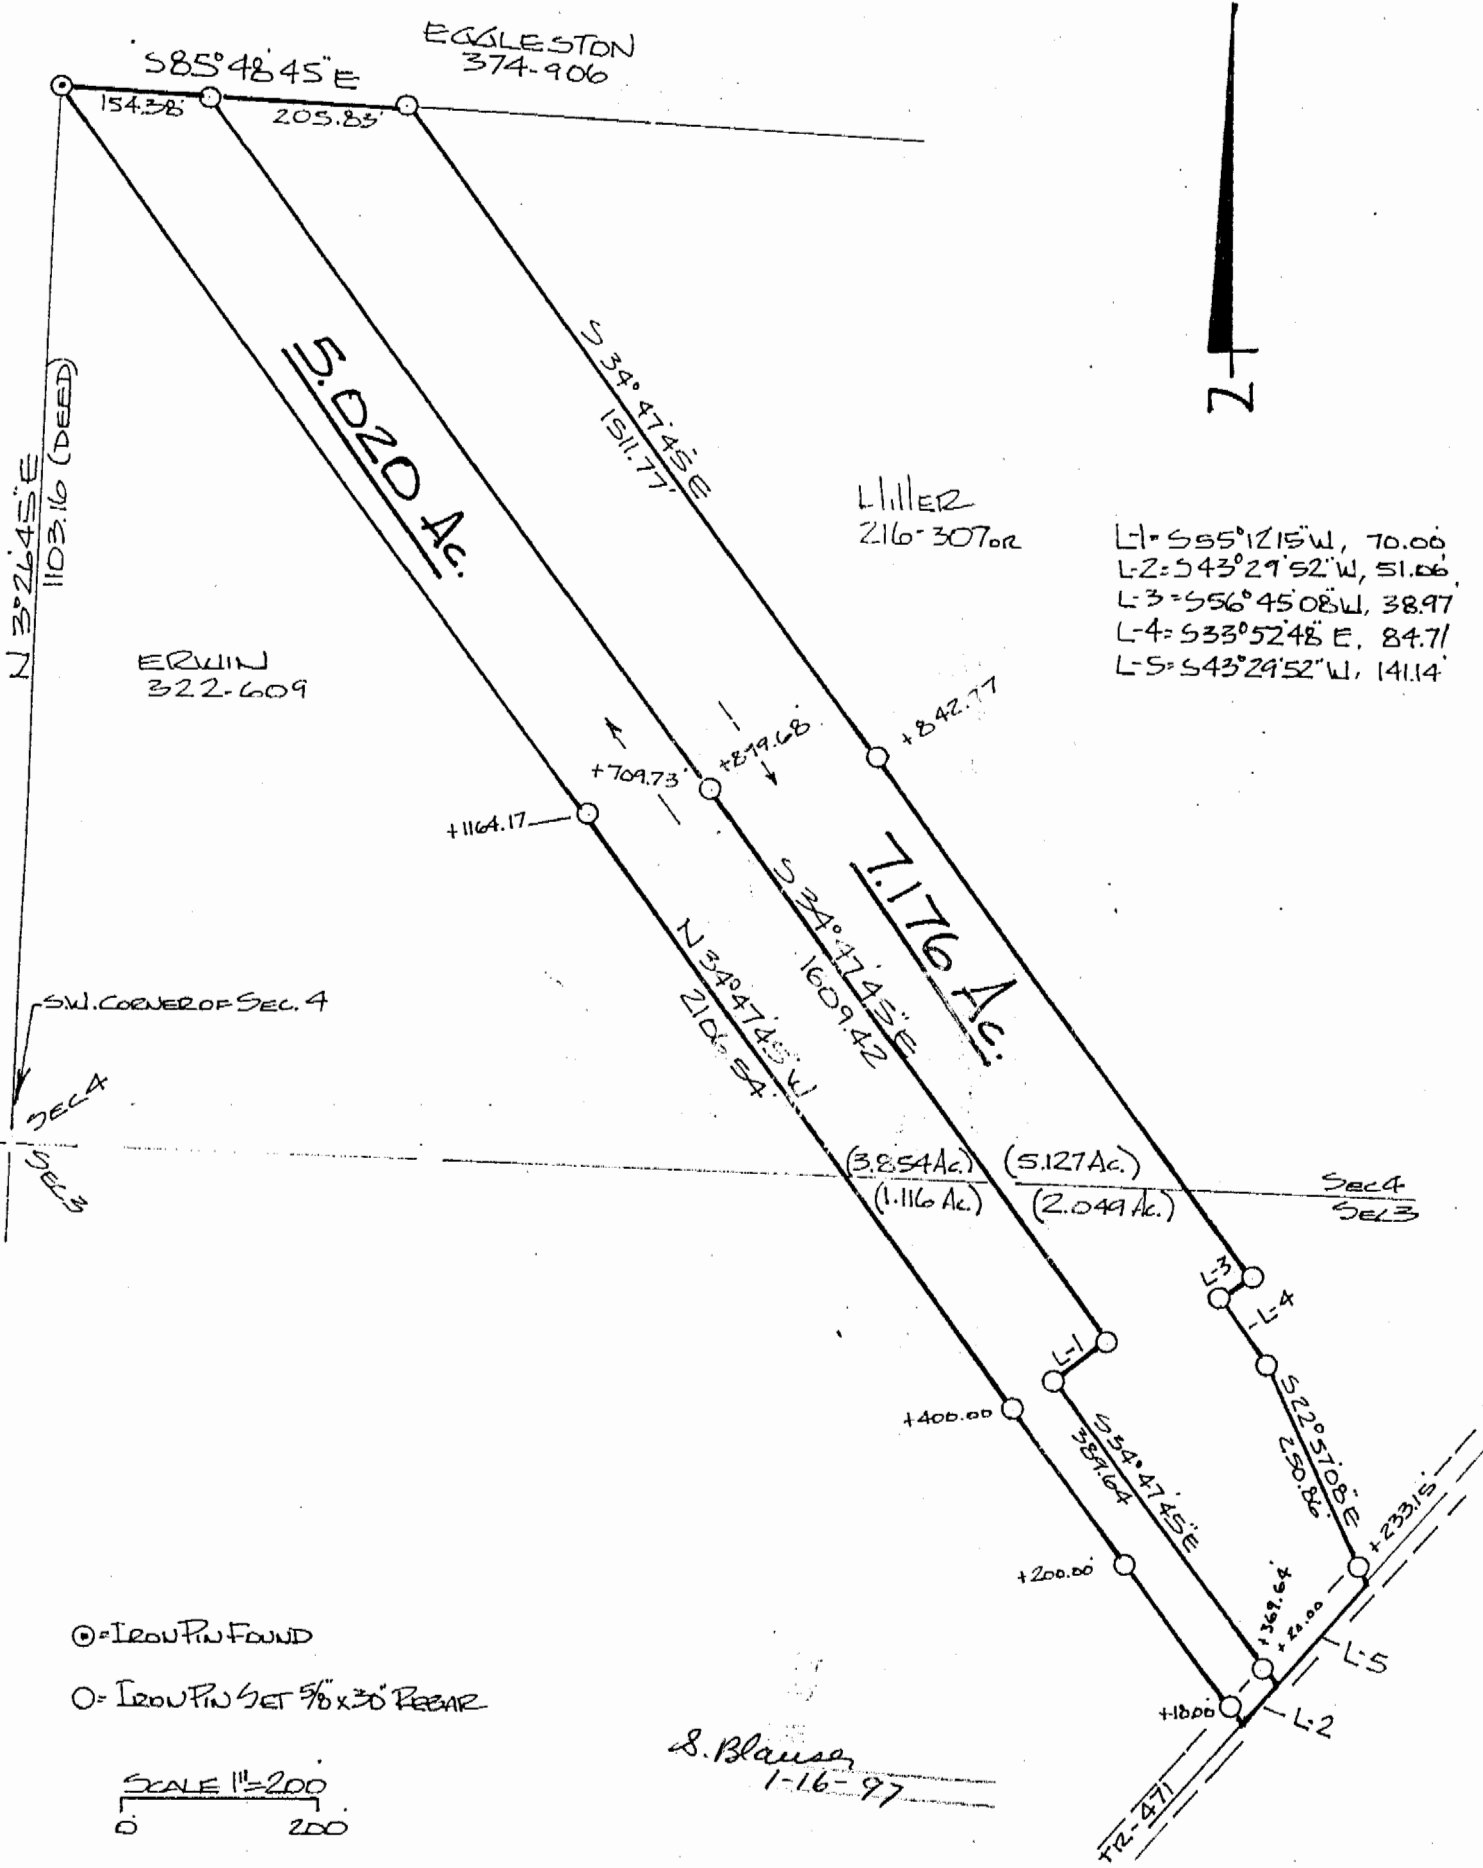 EGGLESTON
374-906
S85°48'45"E
154.38'
205.83'
N 3°26'45"E
1103.16 (DEED)
5.020 Ac.
S 34°47'45"E
1511.77'
216-307OR
L-1= S55°12'15"W, 70.00'
L-2= S43°29'52"W, 51.06'
L-3= S56°45'08"W, 38.97'
L-4= S33°52'48"E, 84.71'
L-5= S43°29'52"W, 141.14'
ERWIN
322-609
+842.77
+879.68'
+709.73'
+1164.17
7.176 Ac.
S 34°47'45"E
1609.42
N 34°47'45"W
2106.54'
S.W. CORNER OF SEC. 4
SEC 4
SEC 3
(3.854 Ac.)
(1.116 Ac.)
(5.127 Ac.)
(2.049 Ac.)
SEC 4
SEC 3
L-3
L-4
L-1
+400.00
S34°47'45"E
389.64
S22°57'08"E
250.86'
+200.00'
+233.15'
+369.64'
+20.00
L-5
+18.00'
L-2
TR-471
=IRON PIN FOUND
= IRON PIN SET 5/8"x30" REBAR
SCALE 1"=200'
0'
200'
S. Blauser
1-16-97
N